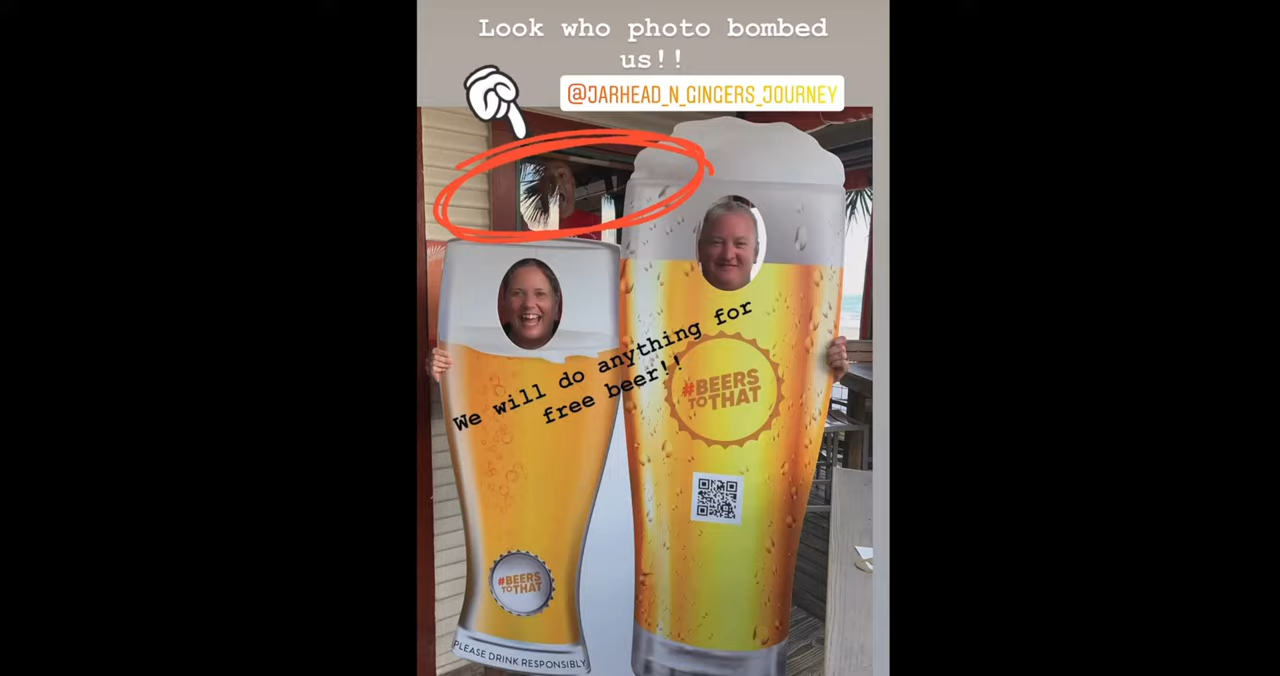 Look who photo bombed
us!!
@JARHEAD_N_GINGERS_JOURNEY
We will do anything for
free beer!!
#BEERS
TO THAT
#BEERS
TO THAT
PLEASE DRINK RESPONSIBLY